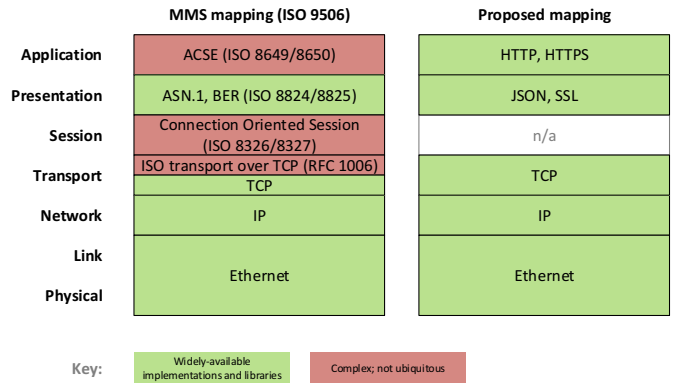 MMS mapping (ISO 9506)    Proposed mapping
Application    ACSE (ISO 8649/8650)    HTTP, HTTPS
Presentation    ASN.1, BER (ISO 8824/8825)    JSON, SSL
Session    Connection Oriented Session
(ISO 8326/8327)    n/a
Transport    ISO transport over TCP (RFC 1006)
TCP    TCP
Network    IP    IP
Link
Ethernet    Ethernet
Physical
Key:    Widely-available
implementations and libraries    Complex; not ubiquitous